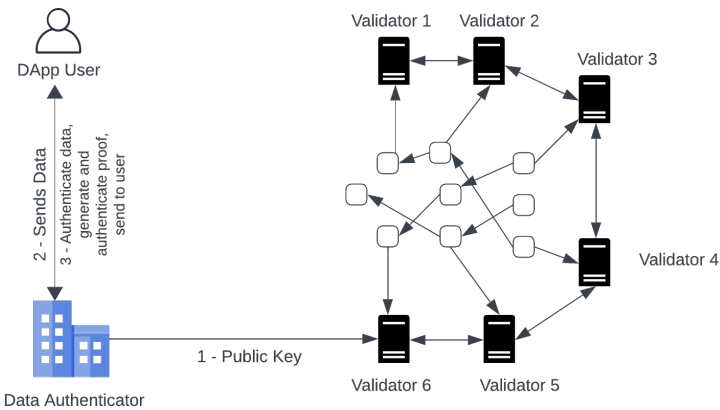 Validator 1
Validator 2
Validator 3
DApp User
2 - Sends Data
3 - Authenticate data,
generate and
authenticate proof,
send to user
Validator 4
1 - Public Key
Validator 6
Validator 5
Data Authenticator